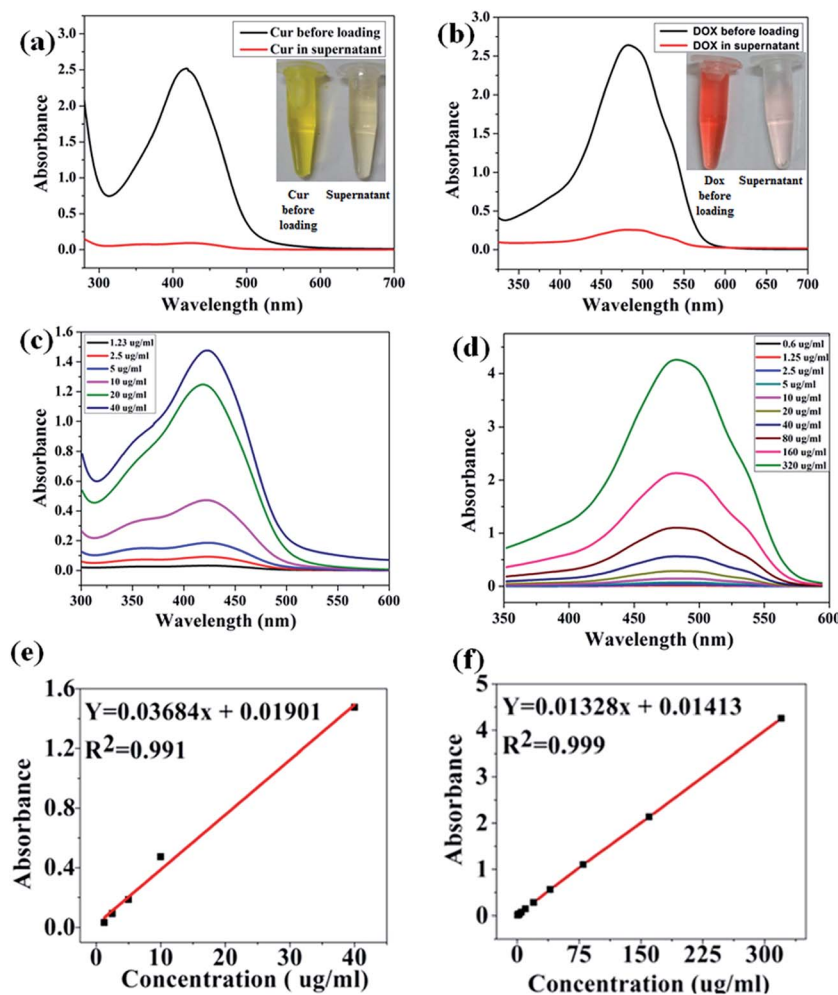 (a)
Cur before loading
Cur in supernatant
3.0
2.5
2.0
1.5
1.0
0.5
0.0
Absorbance
Cur
before
loading
Supernatant
300
400
500
600
700
Wavelength (nm)
(b)
DOX before loading
DOX in supernatant
3.0
2.5
2.0
1.5
1.0
0.5
0.0
Absorbance
Dox
before
loading
Supernatant
350
400
450
500
550
600
650
700
Wavelength (nm)
(c)
1.23 ug/ml
2.5 ug/ml
5 ug/ml
10 ug/ml
20 ug/ml
40 ug/ml
1.6
1.4
1.2
1.0
0.8
0.6
0.4
0.2
0.0
Absorbance
300
350
400
450
500
550
600
Wavelength (nm)
(d)
0.6 ug/ml
1.25 ug/ml
2.5 ug/ml
5 ug/ml
10 ug/ml
20 ug/ml
40 ug/ml
80 ug/ml
160 ug/ml
320 ug/ml
4
3
2
1
0
Absorbance
350
400
450
500
550
600
Wavelength (nm)
(e)
Y=0.03684x + 0.01901
R²=0.991
1.6
1.2
0.8
0.4
0.0
Absorbance
0
10
20
30
40
Concentration ( ug/ml)
(f)
Y=0.01328x + 0.01413
R²=0.999
5
4
3
2
1
0
Absorbance
0
75
150
225
300
Concentration (ug/ml)